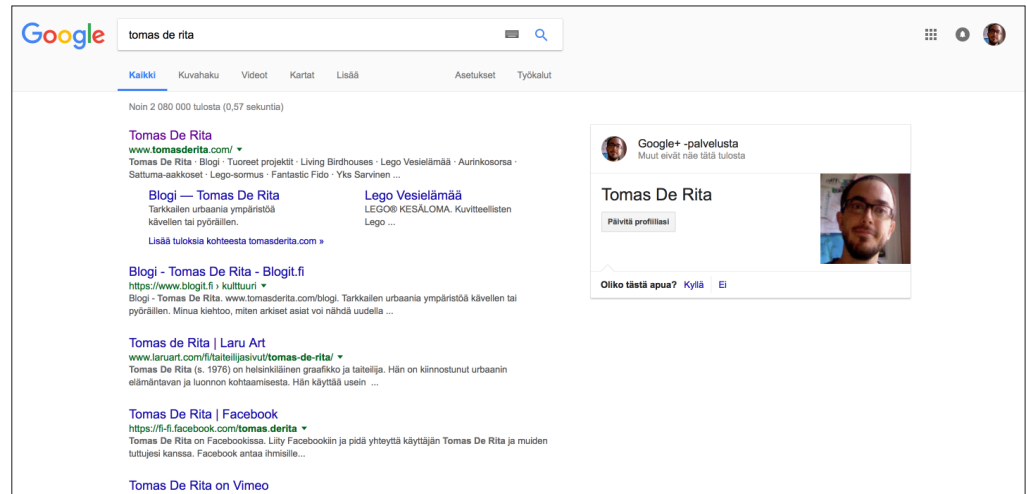 Google
tomas de rita
Kaikki Kuvahaku Videot Kartat Lisää Asetukset Työkalut
Noin 2 080 000 tulosta (0,57 sekuntia)
Tomas De Rita
www.tomasderita.com/
Tomas De Rita · Blogi · Tuoreet projektit · Living Birdhouses · Lego Vesielämää · Aurinkosorsa ·
Sattuma-aakkoset · Lego-sormus · Fantastic Fido · Yks Sarvinen ...
Blogi — Tomas De Rita
Tarkkailen urbaania ympäristöä
kävellen tai pyöräillen.
Lego Vesielämää
LEGO® KESÄLOMA. Kuvitteellisten
Lego ...
Lisää tuloksia kohteesta tomasderita.com »
Blogi - Tomas De Rita - Blogit.fi
https://www.blogit.fi › kulttuuri
Blogi - Tomas De Rita. www.tomasderita.com/blogi. Tarkkailen urbaania ympäristöä kävellen tai
pyöräillen. Minua kiehtoo, miten arkiset asiat voi nähdä uudella ...
Tomas de Rita | Laru Art
www.laruart.com/fi/taiteilijasivut/tomas-de-rita/
Tomas De Rita (s. 1976) on helsinkiläinen graafikko ja taiteilija. Hän on kiinnostunut urbaanin
elämäntavan ja luonnon kohtaamisesta. Hän käyttää usein ...
Tomas De Rita | Facebook
https://fi-fi.facebook.com/tomas.derita
Tomas De Rita on Facebookissa. Liity Facebookiin ja pidä yhteyttä käyttäjän Tomas De Rita ja muiden
tuttujesi kanssa. Facebook antaa ihmisille...
Tomas De Rita on Vimeo
Google+ -palvelusta
Muut eivät näe tätä tulosta
Tomas De Rita
Päivitä profiiliasi
Oliko tästä apua? Kyllä Ei